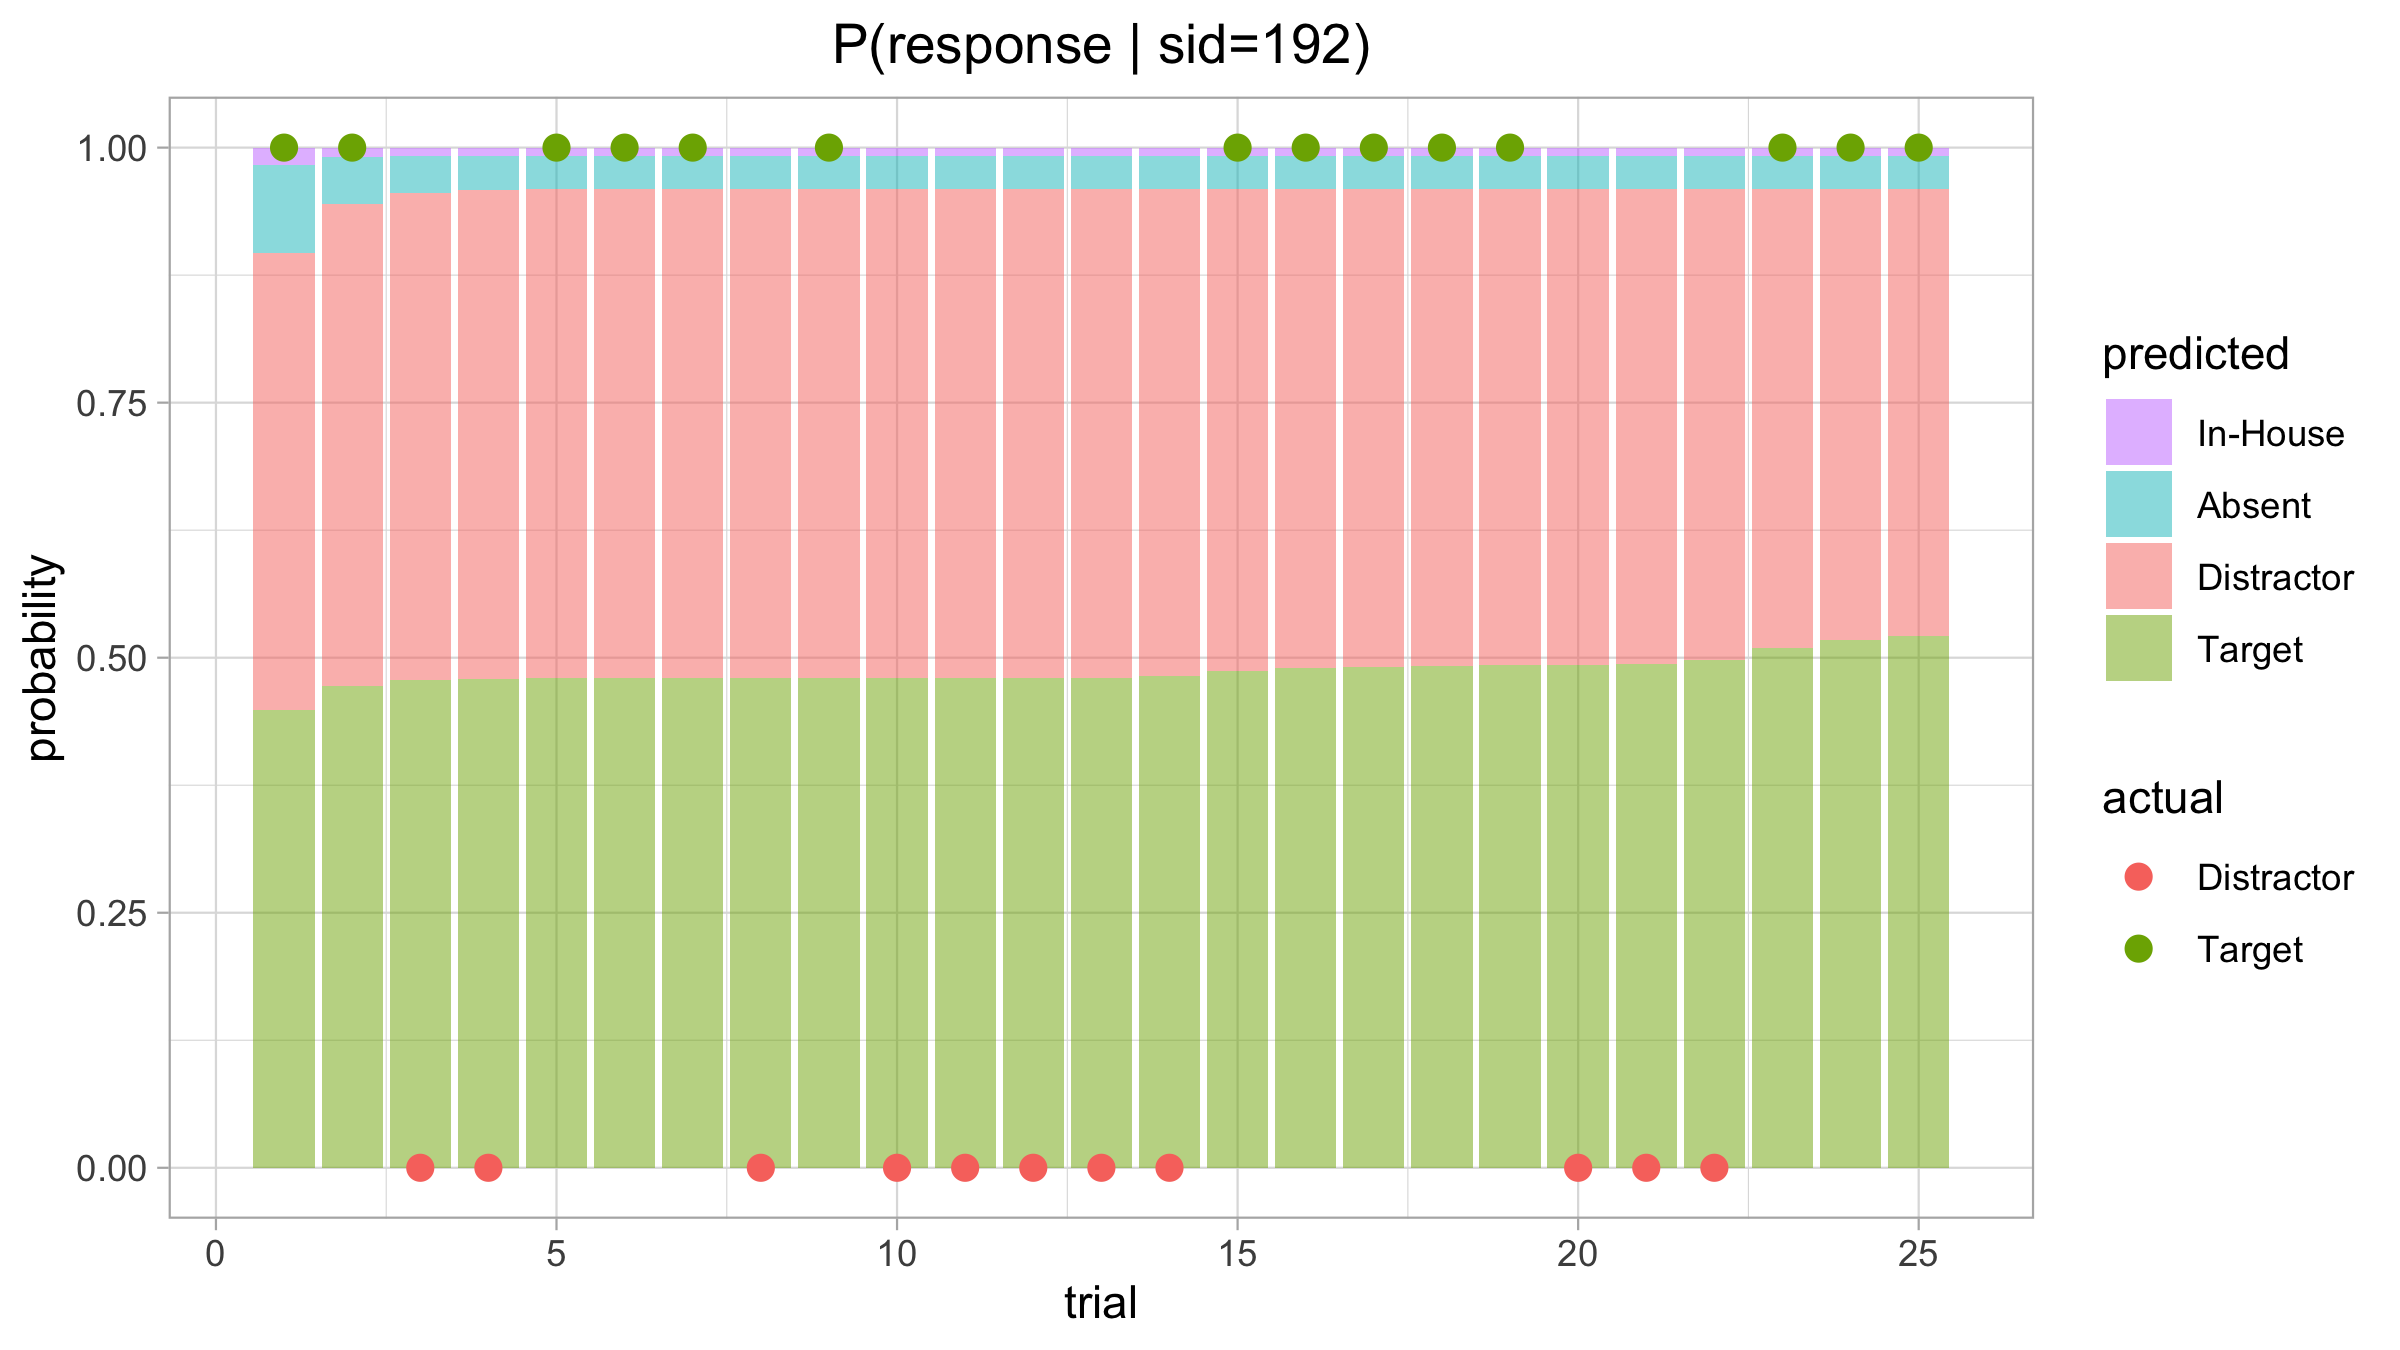 P(response | sid=192)
probability
1.00
0.75
0.50
0.25
0.00
0 5 10 15 20 25
trial
predicted
In-House
Absent
Distractor
Target
actual
Distractor
Target